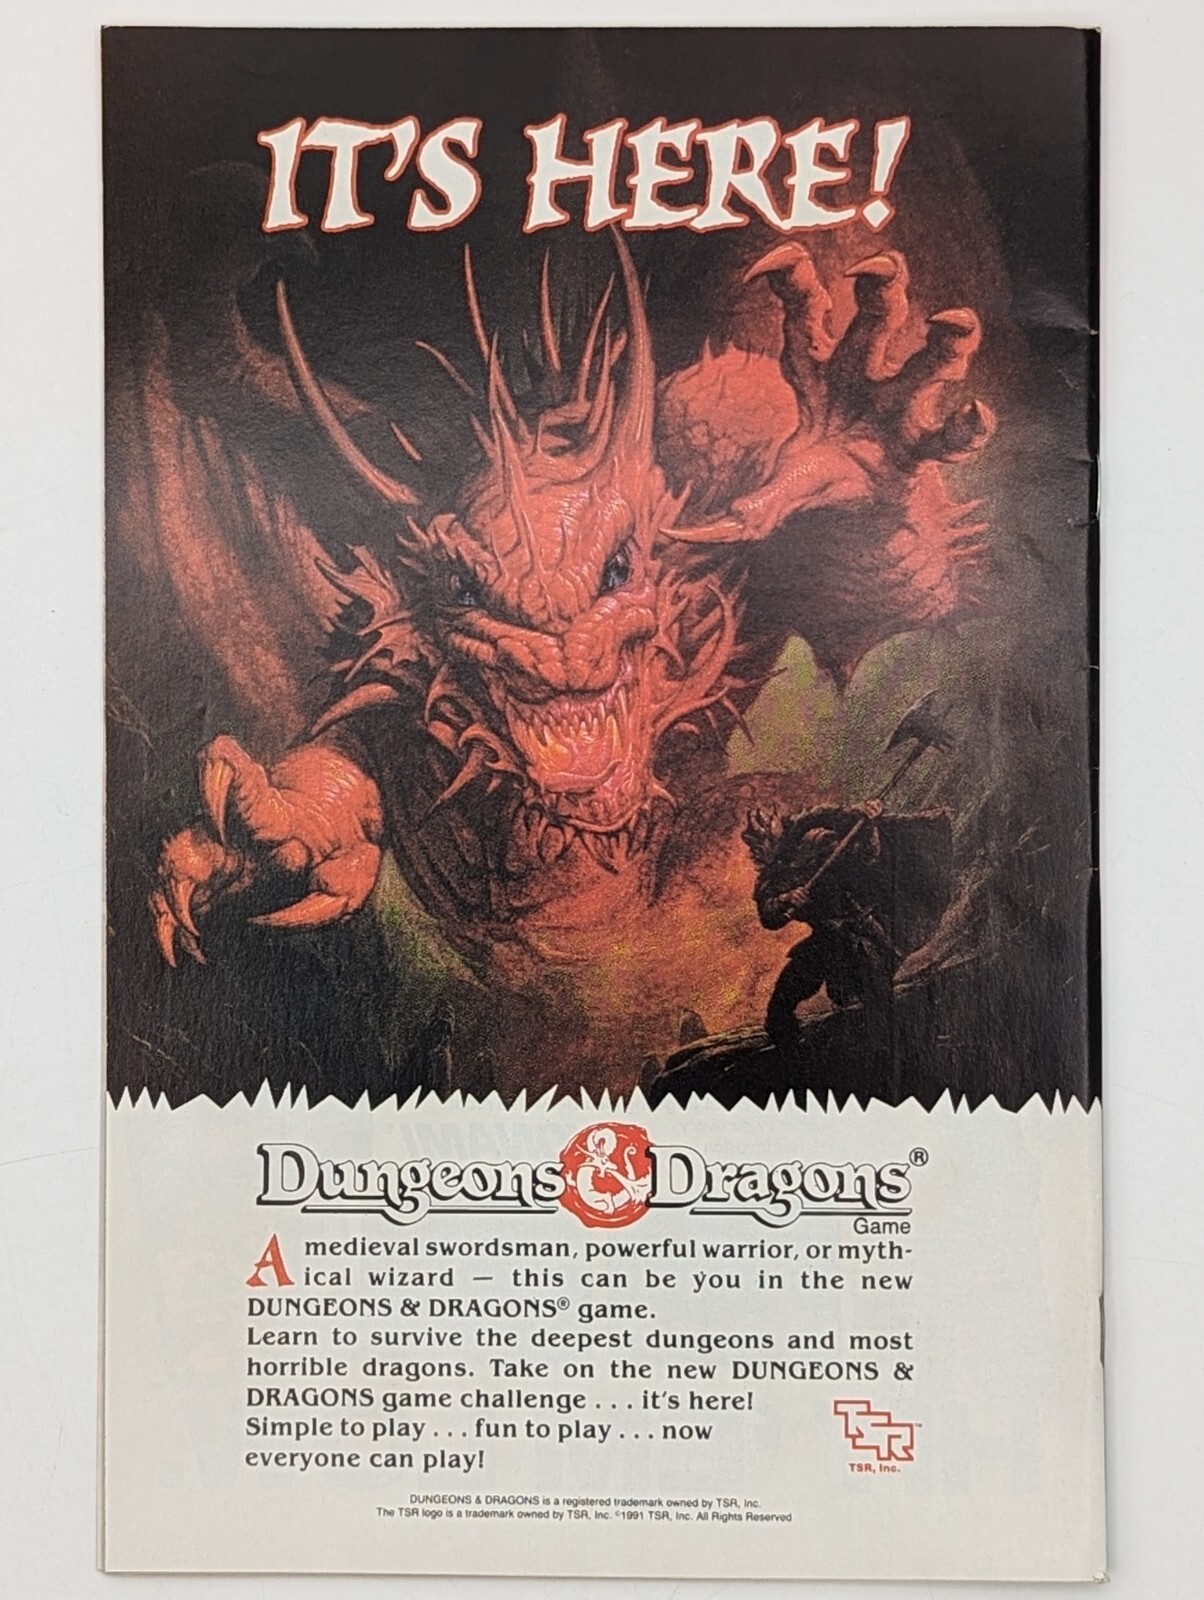 IT'S HERE!
Dungeons & Dragons®
Game
A medieval swordsman, powerful warrior, or myth-
ical wizard — this can be you in the new
DUNGEONS & DRAGONS® game.
Learn to survive the deepest dungeons and most
horrible dragons. Take on the new DUNGEONS &
DRAGONS game challenge . . . it's here!
Simple to play . . . fun to play . . . now
everyone can play!
TSR™
TSR, Inc.
DUNGEONS & DRAGONS is a registered trademark owned by TSR, Inc.
The TSR logo is a trademark owned by TSR, Inc. ©1991 TSR, Inc. All Rights Reserved